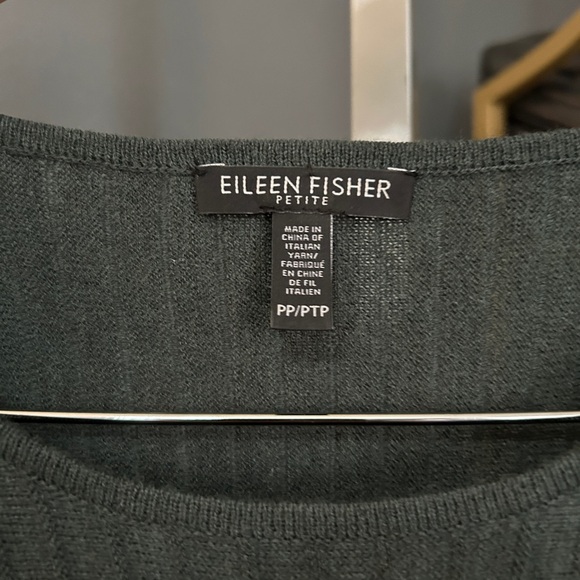 EILEEN FISHER
PETITE
MADE IN
CHINA OF
ITALIAN
YARN/
FABRIQUÉ
EN CHINE
DE FIL
ITALIEN
PP/PTP